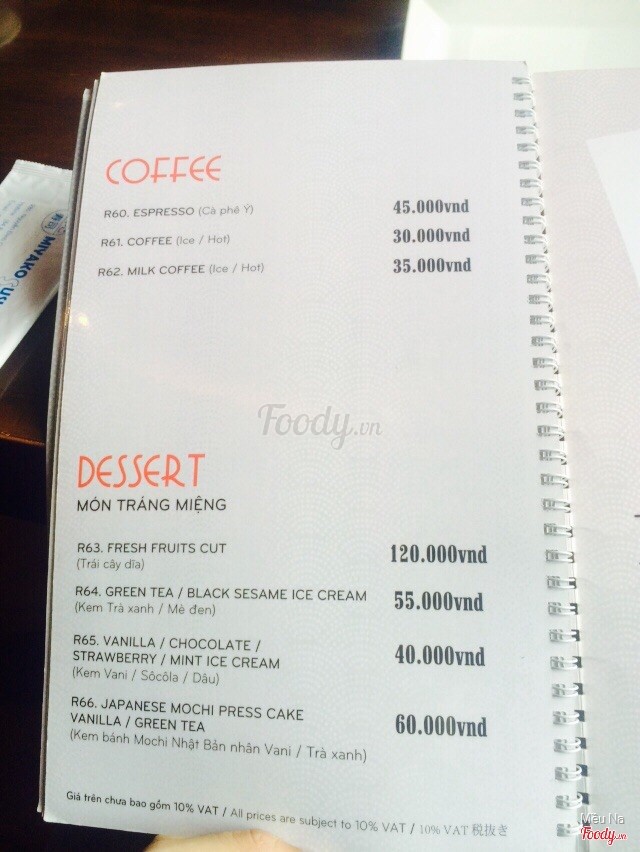 COFFEE
R60. ESPRESSO (Cà phê Ý) 45.000vnd
R61. COFFEE (Ice / Hot) 30.000vnd
R62. MILK COFFEE (Ice / Hot) 35.000vnd
Foody.vn
DESSERT
MÓN TRÁNG MIỆNG
R63. FRESH FRUITS CUT 120.000vnd
(Trái cây dĩa)
R64. GREEN TEA / BLACK SESAME ICE CREAM 55.000vnd
(Kem Trà xanh / Mè đen)
R65. VANILLA / CHOCOLATE /
STRAWBERRY / MINT ICE CREAM 40.000vnd
(Kem Vani / Sôcôla / Dâu)
R66. JAPANESE MOCHI PRESS CAKE
VANILLA / GREEN TEA 60.000vnd
(Kem bánh Mochi Nhật Bản nhân Vani / Trà xanh)
Giá trên chưa bao gồm 10% VAT / All prices are subject to 10% VAT / 10% VAT 税抜き
MIYAKO
Mều Na
Foody.vn